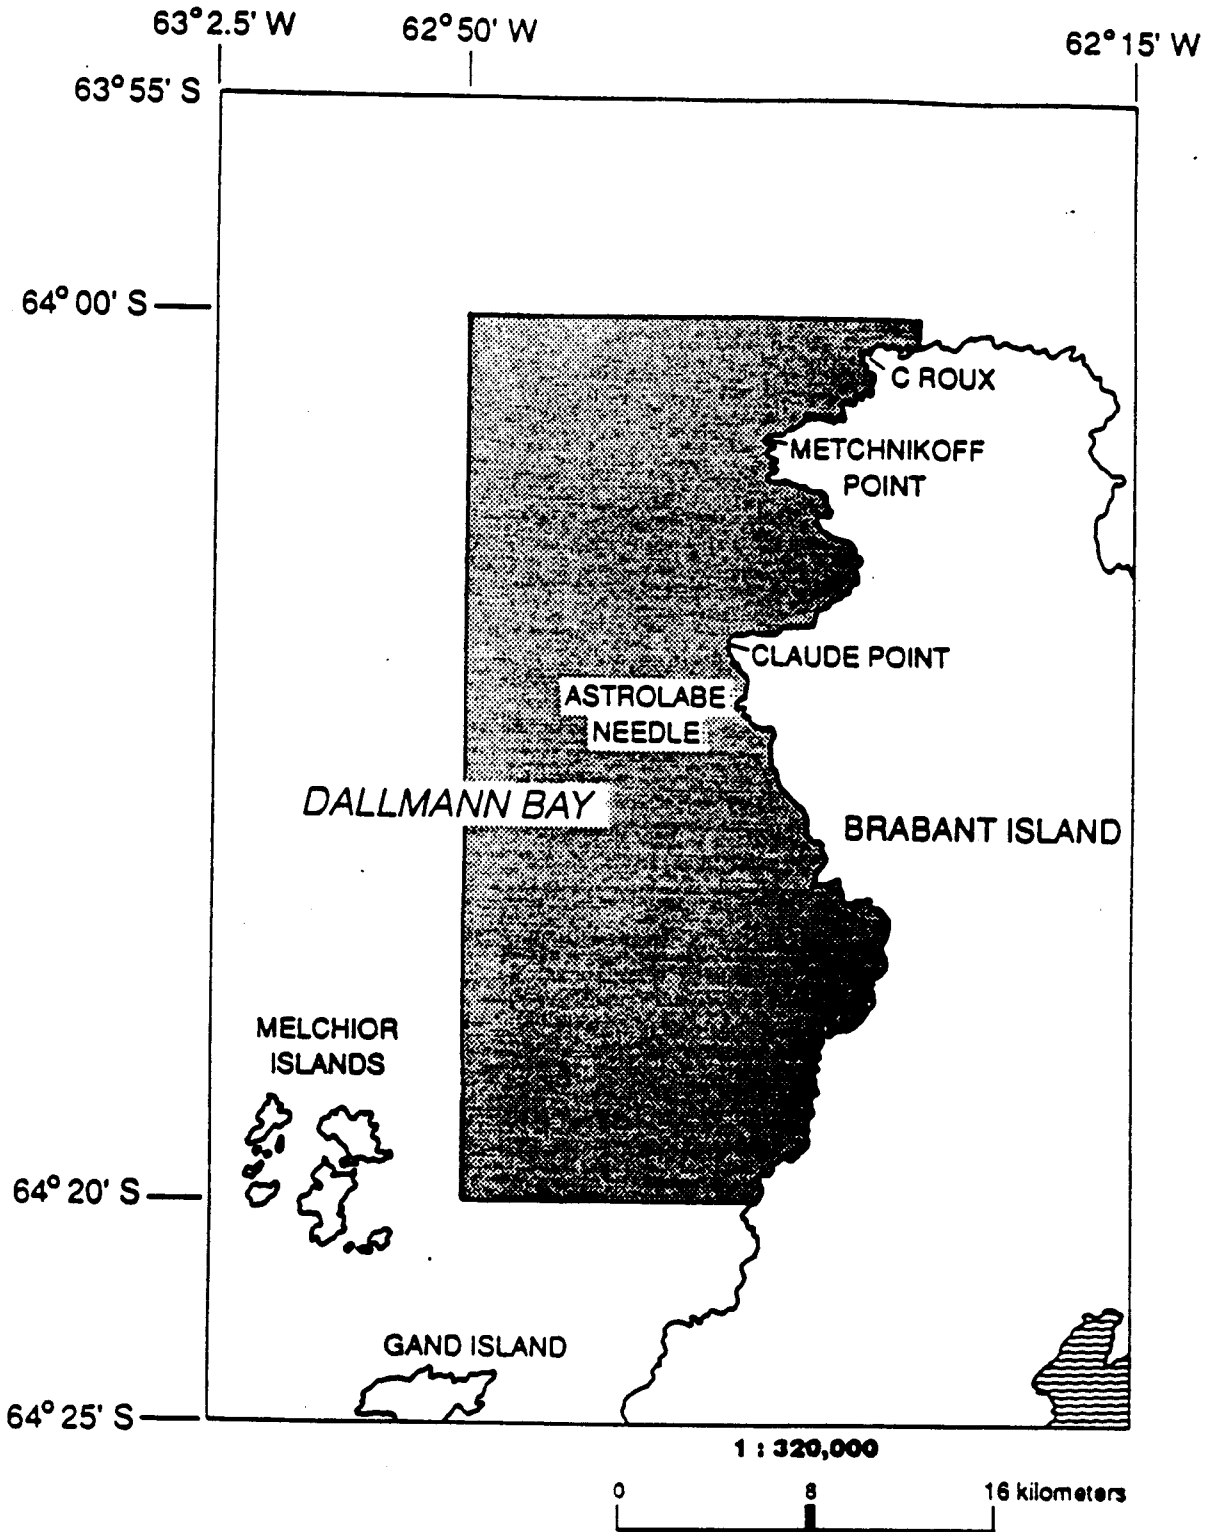 63° 2.5' W
62° 50' W
62° 15' W
63° 55' S
64° 00' S
C ROUX
METCHNIKOFF
POINT
CLAUDE POINT
ASTROLABE
NEEDLE
DALLMANN BAY
BRABANT ISLAND
MELCHIOR
ISLANDS
64° 20' S
GAND ISLAND
64° 25' S
1 : 320,000
0 8 16 kilometers